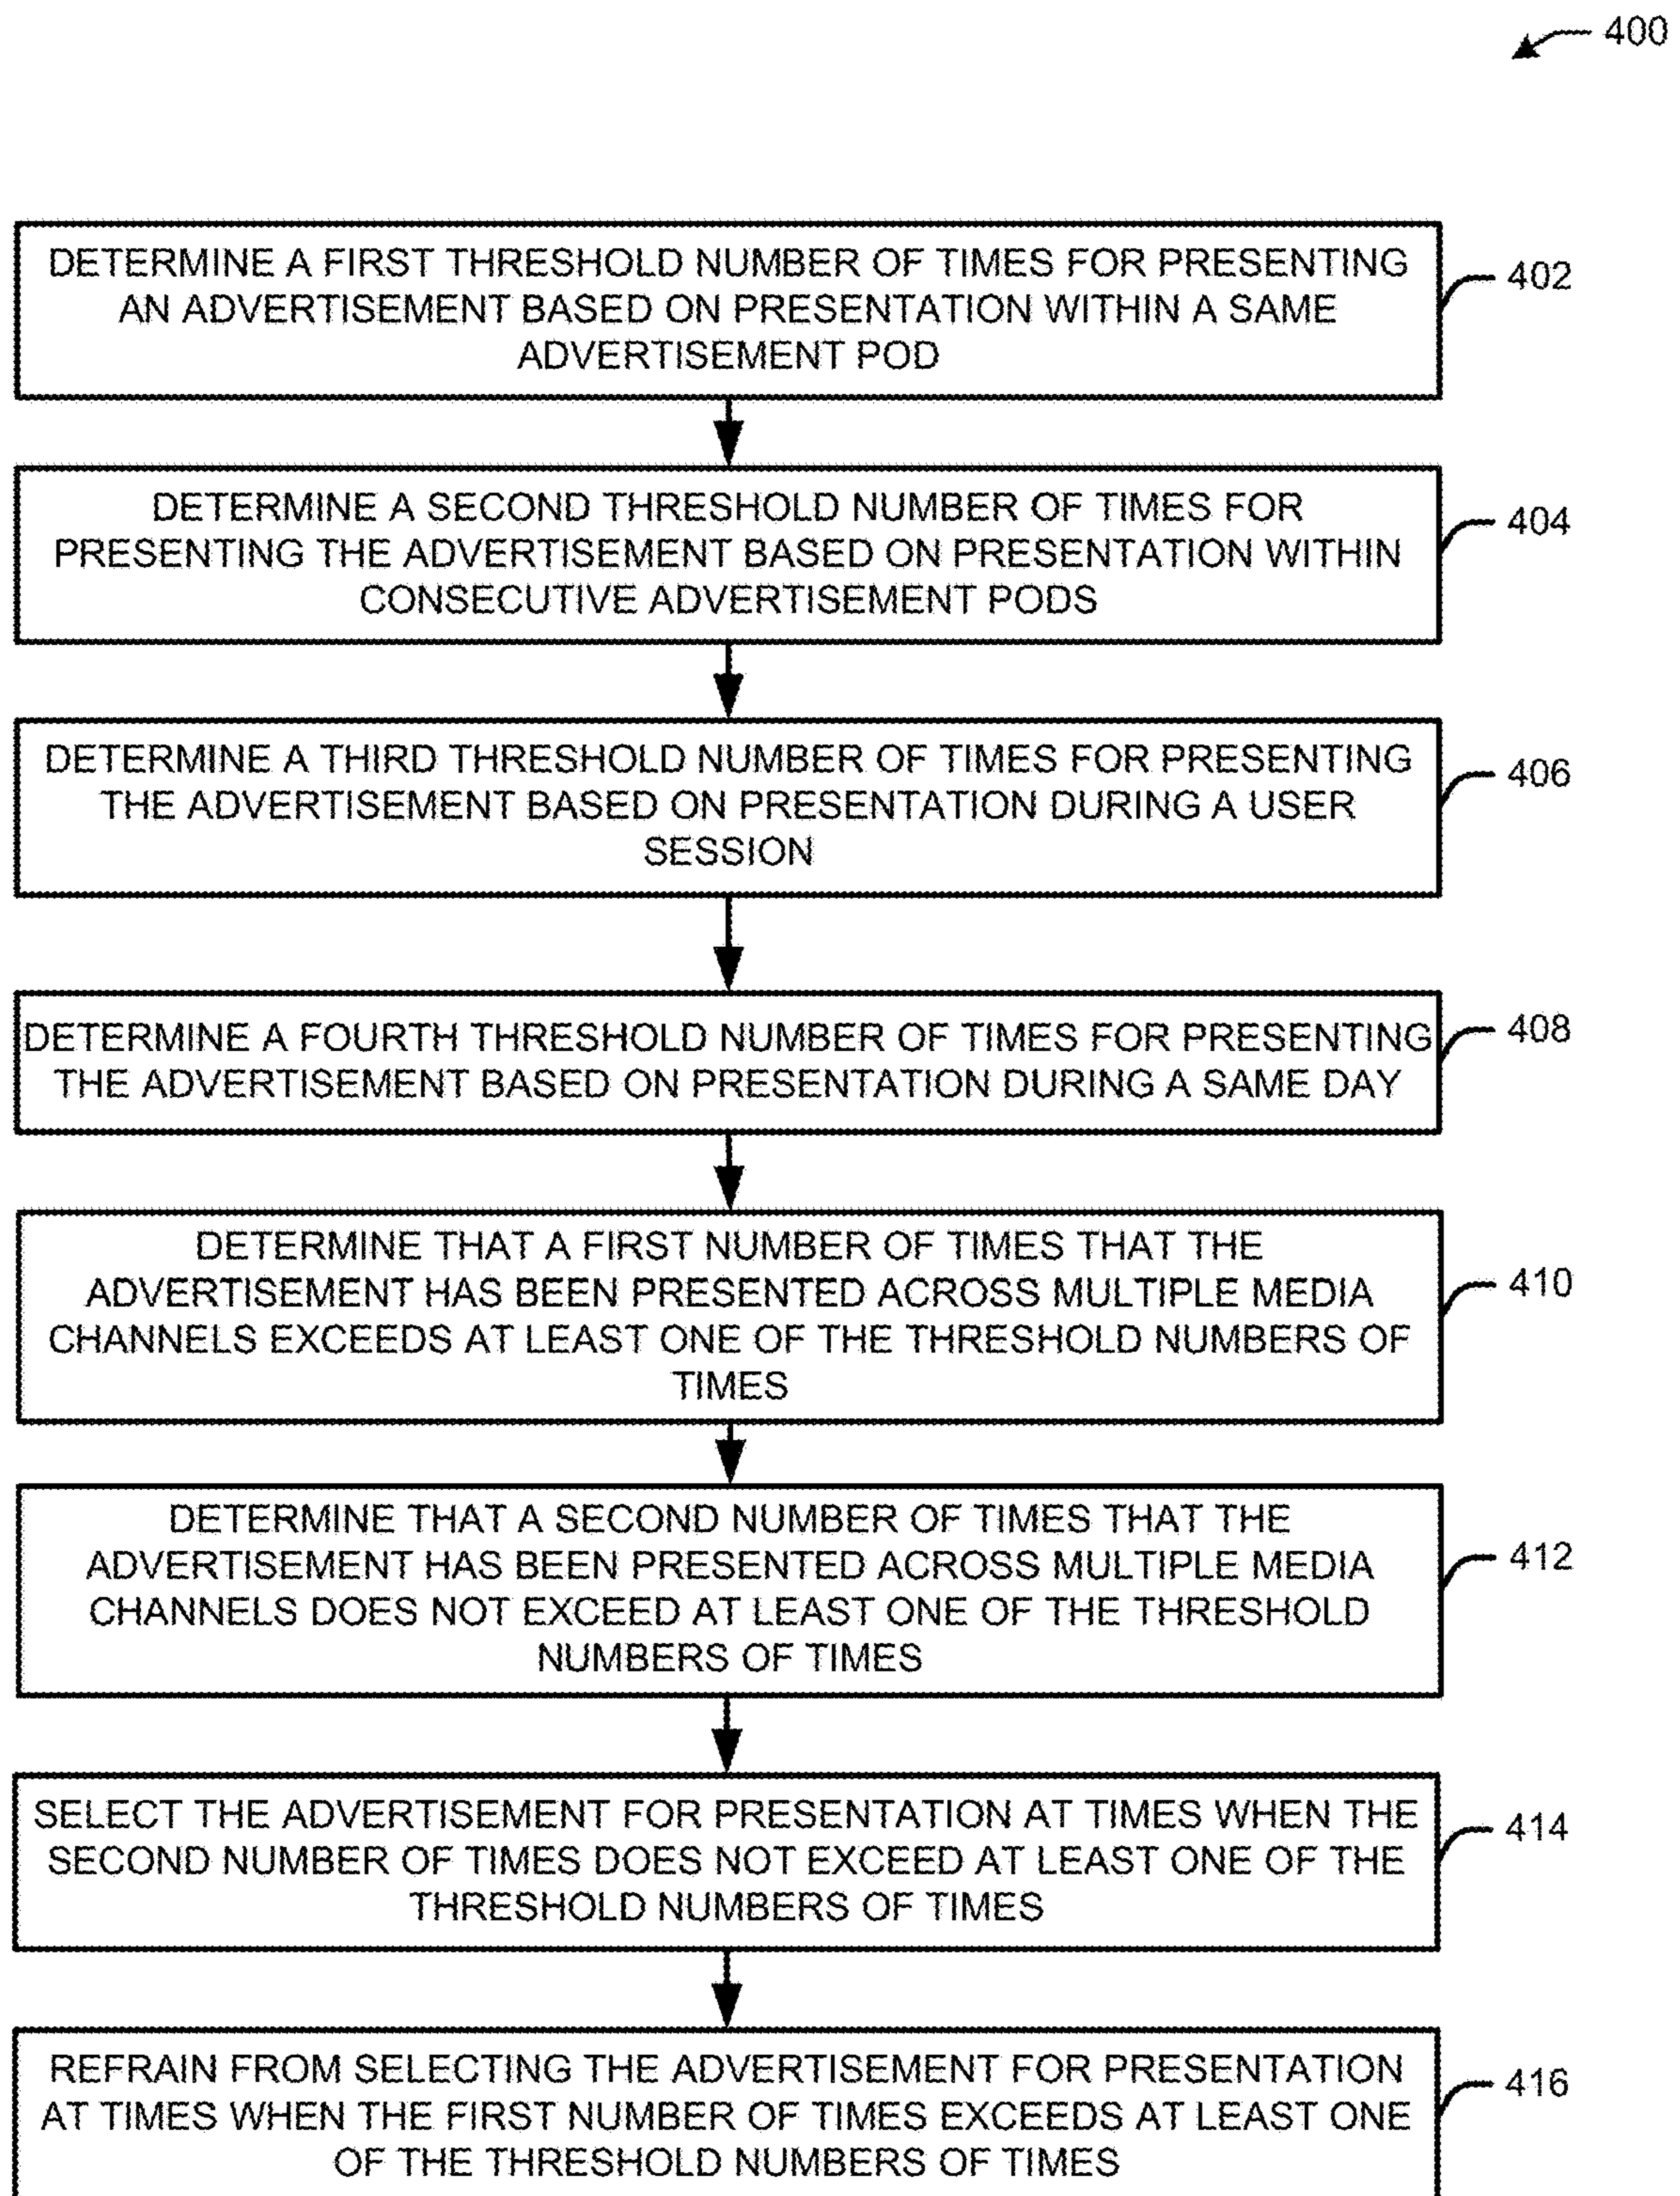 400
DETERMINE A FIRST THRESHOLD NUMBER OF TIMES FOR PRESENTING
AN ADVERTISEMENT BASED ON PRESENTATION WITHIN A SAME
ADVERTISEMENT POD
402
DETERMINE A SECOND THRESHOLD NUMBER OF TIMES FOR
PRESENTING THE ADVERTISEMENT BASED ON PRESENTATION WITHIN
CONSECUTIVE ADVERTISEMENT PODS
404
DETERMINE A THIRD THRESHOLD NUMBER OF TIMES FOR PRESENTING
THE ADVERTISEMENT BASED ON PRESENTATION DURING A USER
SESSION
406
DETERMINE A FOURTH THRESHOLD NUMBER OF TIMES FOR PRESENTING
THE ADVERTISEMENT BASED ON PRESENTATION DURING A SAME DAY
408
DETERMINE THAT A FIRST NUMBER OF TIMES THAT THE
ADVERTISEMENT HAS BEEN PRESENTED ACROSS MULTIPLE MEDIA
CHANNELS EXCEEDS AT LEAST ONE OF THE THRESHOLD NUMBERS OF
TIMES
410
DETERMINE THAT A SECOND NUMBER OF TIMES THAT THE
ADVERTISEMENT HAS BEEN PRESENTED ACROSS MULTIPLE MEDIA
CHANNELS DOES NOT EXCEED AT LEAST ONE OF THE THRESHOLD
NUMBERS OF TIMES
412
SELECT THE ADVERTISEMENT FOR PRESENTATION AT TIMES WHEN THE
SECOND NUMBER OF TIMES DOES NOT EXCEED AT LEAST ONE OF THE
THRESHOLD NUMBERS OF TIMES
414
REFRAIN FROM SELECTING THE ADVERTISEMENT FOR PRESENTATION
AT TIMES WHEN THE FIRST NUMBER OF TIMES EXCEEDS AT LEAST ONE
OF THE THRESHOLD NUMBERS OF TIMES
416